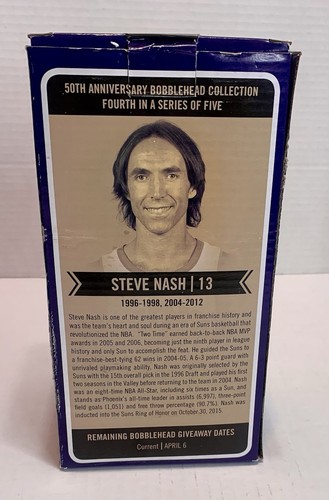 50TH ANNIVERSARY BOBBLEHEAD COLLECTION
FOURTH IN A SERIES OF FIVE
STEVE NASH | 13
1996-1998, 2004-2012
Steve Nash is one of the greatest players in franchise history and
was the team's heart and soul during an era of Suns basketball that
revolutionized the NBA. "Two Time" earned back-to-back NBA MVP
awards in 2005 and 2006, becoming just the ninth player in league
history and only Sun to accomplish the feat. He guided the Suns to
a franchise-best-tying 62 wins in 2004-05. A 6-3 point guard with
unrivaled playmaking ability, Nash was originally selected by the
Suns with the 15th overall pick in the 1996 Draft and played his first
two seasons in the Valley before returning to the team in 2004. Nash
was an eight-time NBA All-Star, including six times as a Sun, and
stands as Phoenix's all-time leader in assists (6,997), three-point
field goals (1,051) and free throw percentage (90.7%). Nash was
inducted into the Suns Ring of Honor on October 30, 2015.
REMAINING BOBBLEHEAD GIVEAWAY DATES
Current | APRIL 6